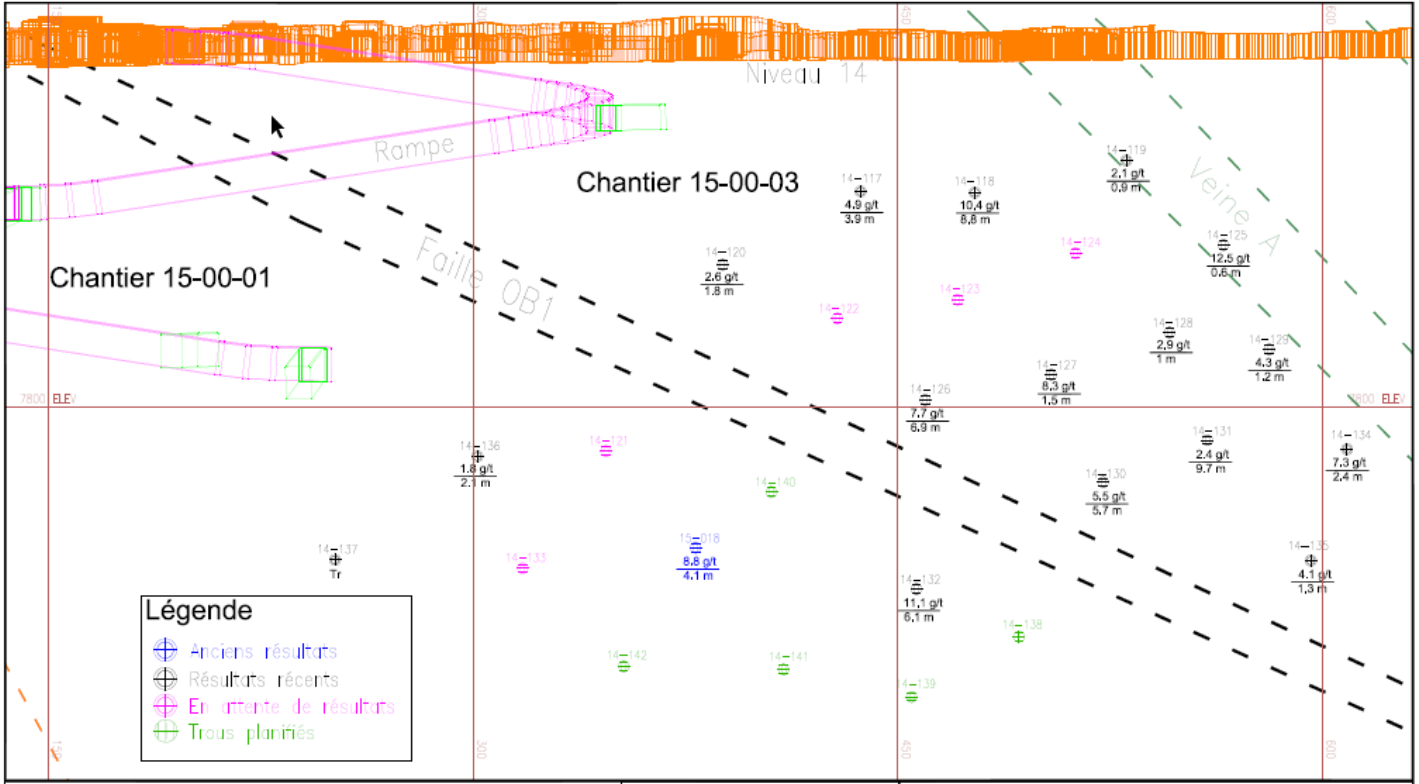 300
450
600
Niveau 14
14-119
2.1 g/t
0.9 m
Rampe
Chantier 15-00-03
14-117
4.9 g/t
3.9 m
14-118
10.4 g/t
8.8 m
Veine A
14-125
12.5 g/t
0.6 m
14-124
Faille OB1
14-120
2.6 g/t
1.8 m
Chantier 15-00-01
14-123
14-122
14-128
2.9 g/t
1 m
14-129
4.3 g/t
1.2 m
14-127
8.3 g/t
1.5 m
14-126
7.7 g/t
6.9 m
7800 ELEV
7800 ELEV
14-136
1.8 g/t
2.1 m
14-121
14-131
2.4 g/t
9.7 m
14-134
7.3 g/t
2.4 m
14-140
14-130
5.5 g/t
5.7 m
14-137
Tr
14-133
15-018
8.8 g/t
4.1 m
14-135
4.1 g/t
1.3 m
14-132
11.1 g/t
6.1 m
14-138
14-142
14-141
14-139
Légende
Anciens résultats
Résultats récents
En attente de résultats
Trous planifiés
150
300
450
600